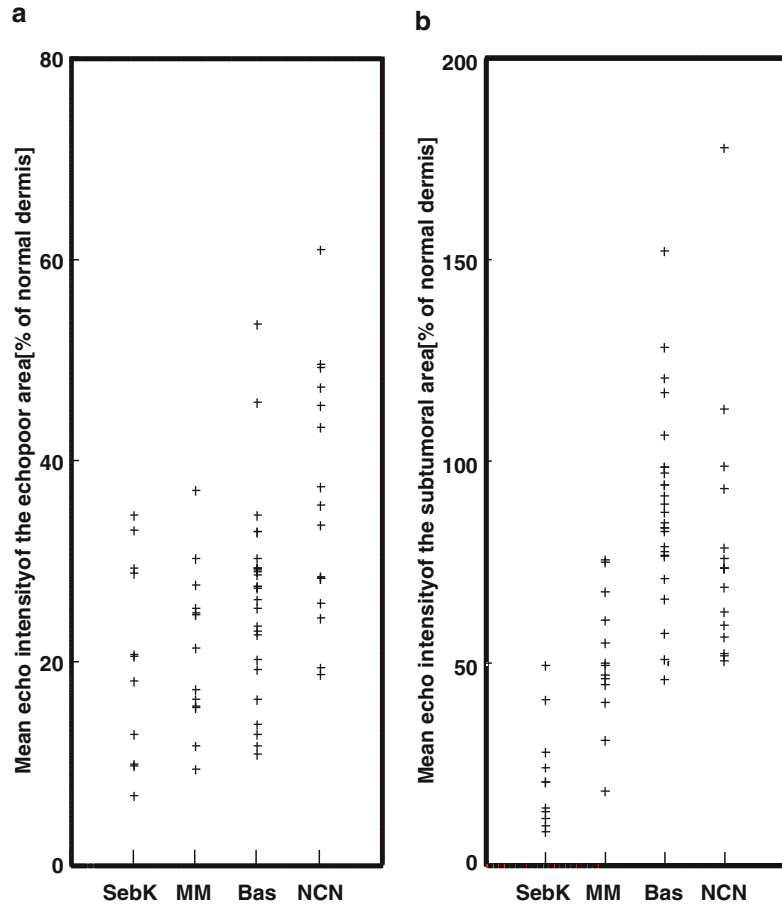 a
Mean echo intensityof the echopoor area[% of normal dermis]
80
60
40
20
0
SebK MM Bas NCN
b
Mean echo intensityof the subtumoral area[% of normal dermis]
200
150
100
50
0
SebK MM Bas NCN